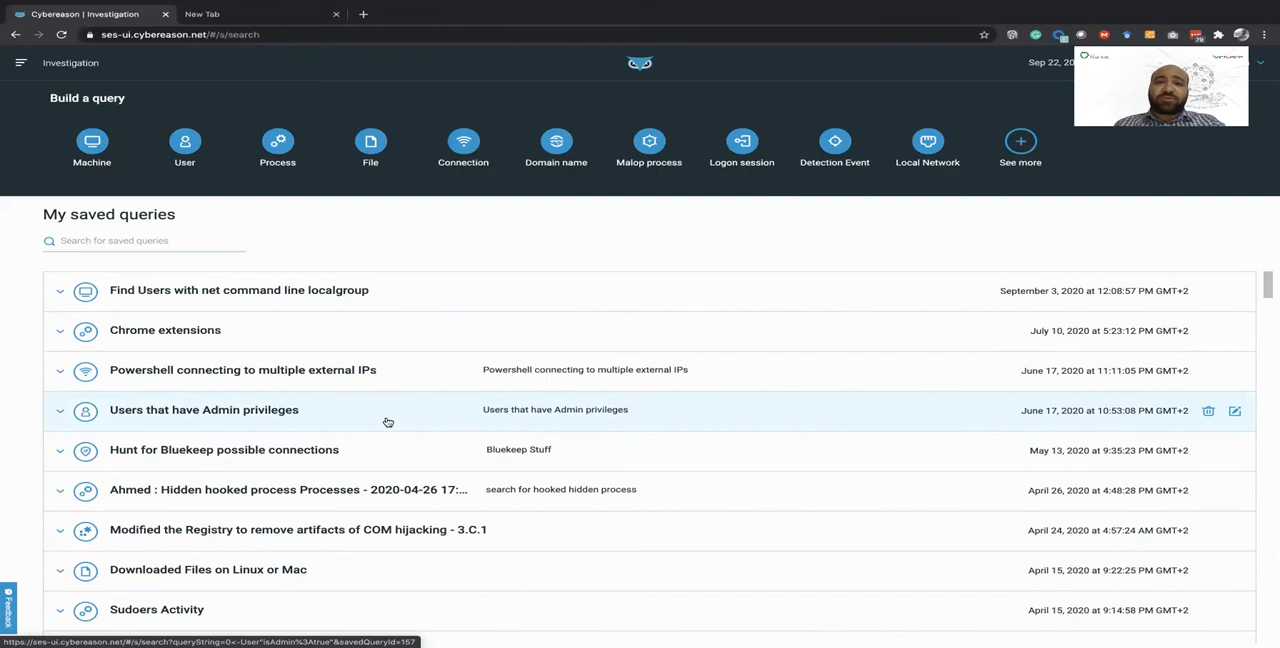 Cybereason | Investigation
New Tab
ses-ui.cybereason.net/#/s/search
79
Investigation
Sep 22, 20
Build a query
Machine
User
Process
File
Connection
Domain name
Malop process
Logon session
Detection Event
Local Network
See more
My saved queries
Search for saved queries
Find Users with net command line localgroup September 3, 2020 at 12:08:57 PM GMT+2
Chrome extensions July 10, 2020 at 5:23:12 PM GMT+2
Powershell connecting to multiple external IPs Powershell connecting to multiple external IPs June 17, 2020 at 11:11:05 PM GMT+2
Users that have Admin privileges Users that have Admin privileges June 17, 2020 at 10:53:08 PM GMT+2
Hunt for Bluekeep possible connections Bluekeep Stuff May 13, 2020 at 9:35:23 PM GMT+2
Ahmed : Hidden hooked process Processes - 2020-04-26 17:... search for hooked hidden process April 26, 2020 at 4:48:28 PM GMT+2
Modified the Registry to remove artifacts of COM hijacking - 3.C.1 April 24, 2020 at 4:57:24 AM GMT+2
Downloaded Files on Linux or Mac April 15, 2020 at 9:22:25 PM GMT+2
Sudoers Activity April 15, 2020 at 9:14:58 PM GMT+2
Feedback
https://ses-ui.cybereason.net/#/s/search?queryString=0<-User"isAdmin%3Atrue"&savedQueryId=157